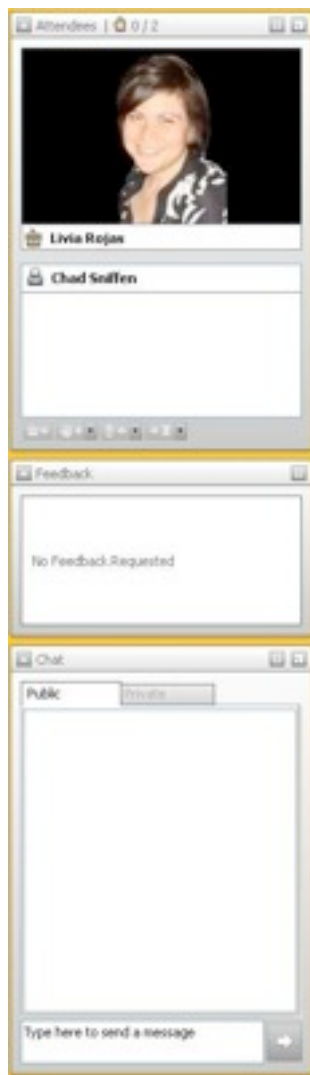 Attendees | 0 / 2
Livia Rojas
Chad Sniffen
Feedback
No Feedback Requested
Chat
Public Private
Type here to send a message